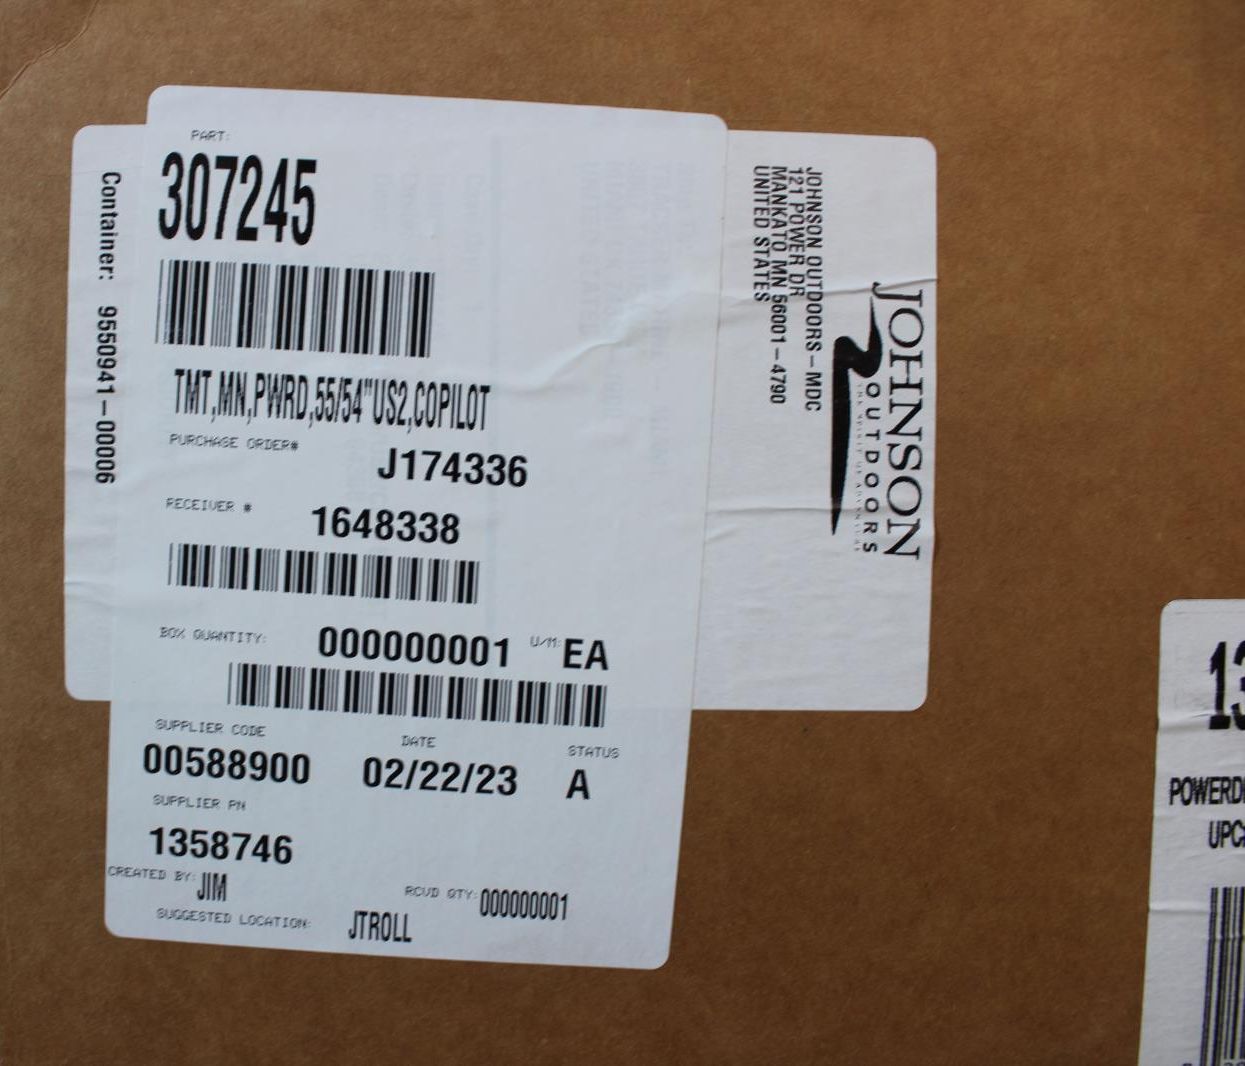 PART:
307245
TMT,MN,PWRD,55/54"US2,COPILOT
PURCHASE ORDER#
J174336
RECEIVER #
1648338
BOX QUANTITY: 000000001 U/M: EA
SUPPLIER CODE DATE STATUS
00588900 02/22/23 A
SUPPLIER PN
1358746
CREATED BY: JIM
RCVD QTY: 000000001
SUGGESTED LOCATION: JTROLL
Container: 9550941-00006
JOHNSON OUTDOORS-MDC
121 POWER DR
MANKATO MN 56001-4790
UNITED STATES
JOHNSON
OUTDOORS
13
POWERD
UPC: